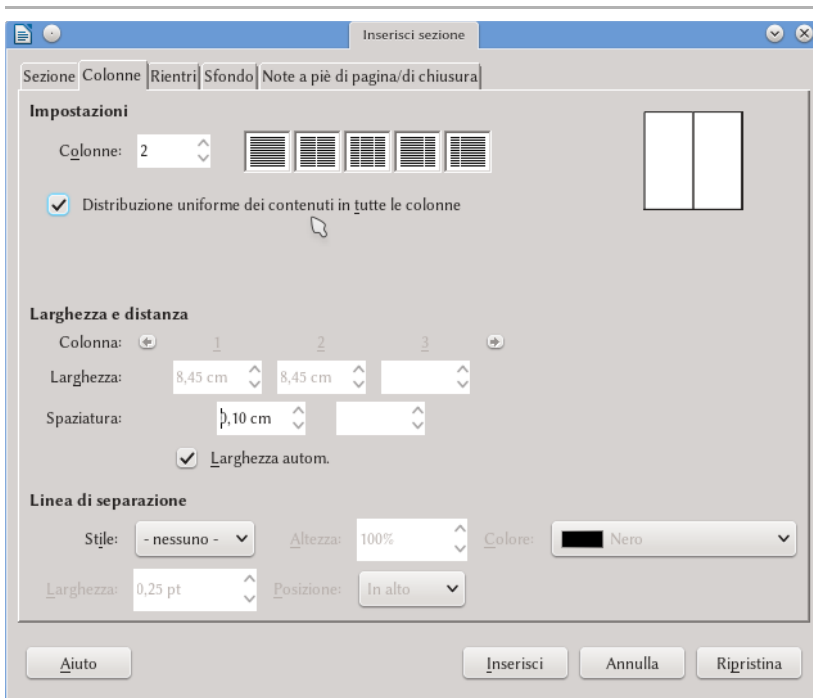 Inserisci sezione
Sezione Colonne Rientri Sfondo Note a piè di pagina/di chiusura
Impostazioni
Colonne: 2
Distribuzione uniforme dei contenuti in tutte le colonne
Larghezza e distanza
Colonna: 1 2 3
Larghezza: 8,45 cm 8,45 cm
Spaziatura: 0,10 cm
Larghezza autom.
Linea di separazione
Stile: - nessuno - Altezza: 100% Colore: Nero
Larghezza: 0,25 pt Posizione: In alto
Aiuto Inserisci Annulla Ripristina